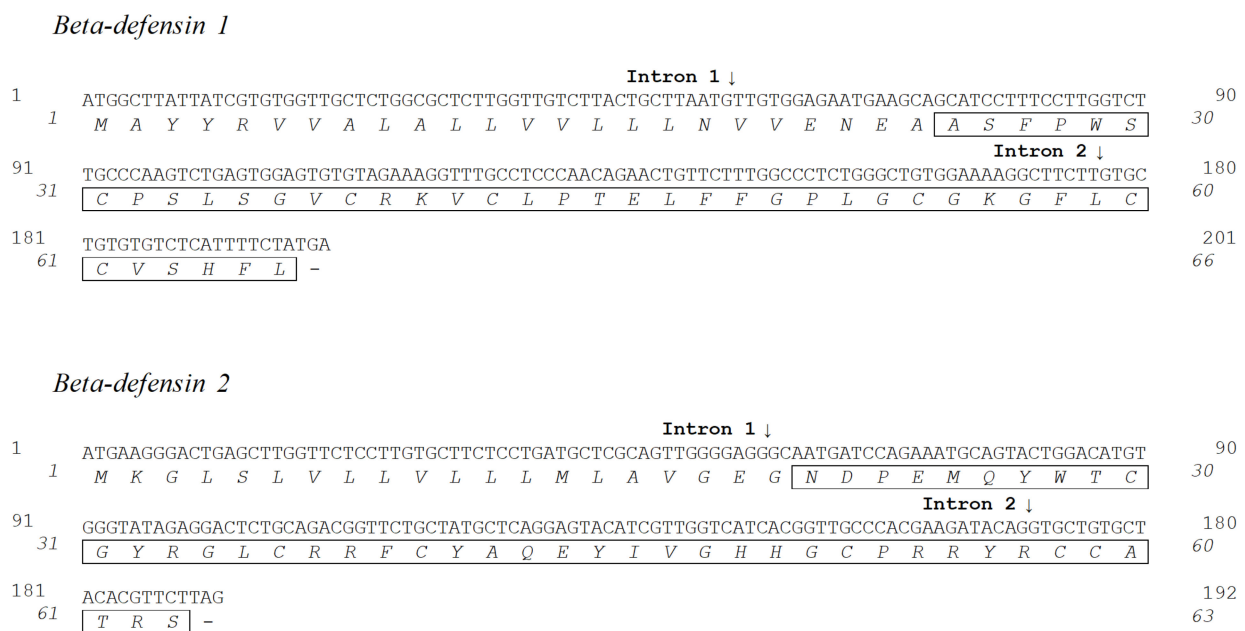 Beta-defensin 1
Intron 1 ↓
1 ATGGCTTATTATCGTGTGGTTGCTCTGGCGCTCTTGGTTGTCTTACTGCTTAATGTTGTGGAGAATGAAGCAGCATCCTTTCCTTGGTCT 90
1 M A Y Y R V V A L A L L V V L L L N V V E N E A A S F P W S 30
Intron 2 ↓
91 TGCCCAAGTCTGAGTGGAGTGTGTAGAAAGGTTTGCCTCCCAACAGAACTGTTCTTTGGCCCTCTGGGCTGTGGAAAAGGCTTCTTGTGC 180
31 C P S L S G V C R K V C L P T E L F F G P L G C G K G F L C 60
181 TGTGTGTCTCATTTTCTATGA 201
61 C V S H F L - 66
Beta-defensin 2
Intron 1 ↓
1 ATGAAGGGACTGAGCTTGGTTCTCCTTGTGCTTCTCCTGATGCTCGCAGTTGGGGAGGGCAATGATCCAGAAATGCAGTACTGGACATGT 90
1 M K G L S L V L L V L L L M L A V G E G N D P E M Q Y W T C 30
Intron 2 ↓
91 GGGTATAGAGGACTCTGCAGACGGTTCTGCTATGCTCAGGAGTACATCGTTGGTCATCACGGTTGCCCACGAAGATACAGGTGCTGTGCT 180
31 G Y R G L C R R F C Y A Q E Y I V G H H G C P R R Y R C C A 60
181 ACACGTTCTTAG 192
61 T R S - 63